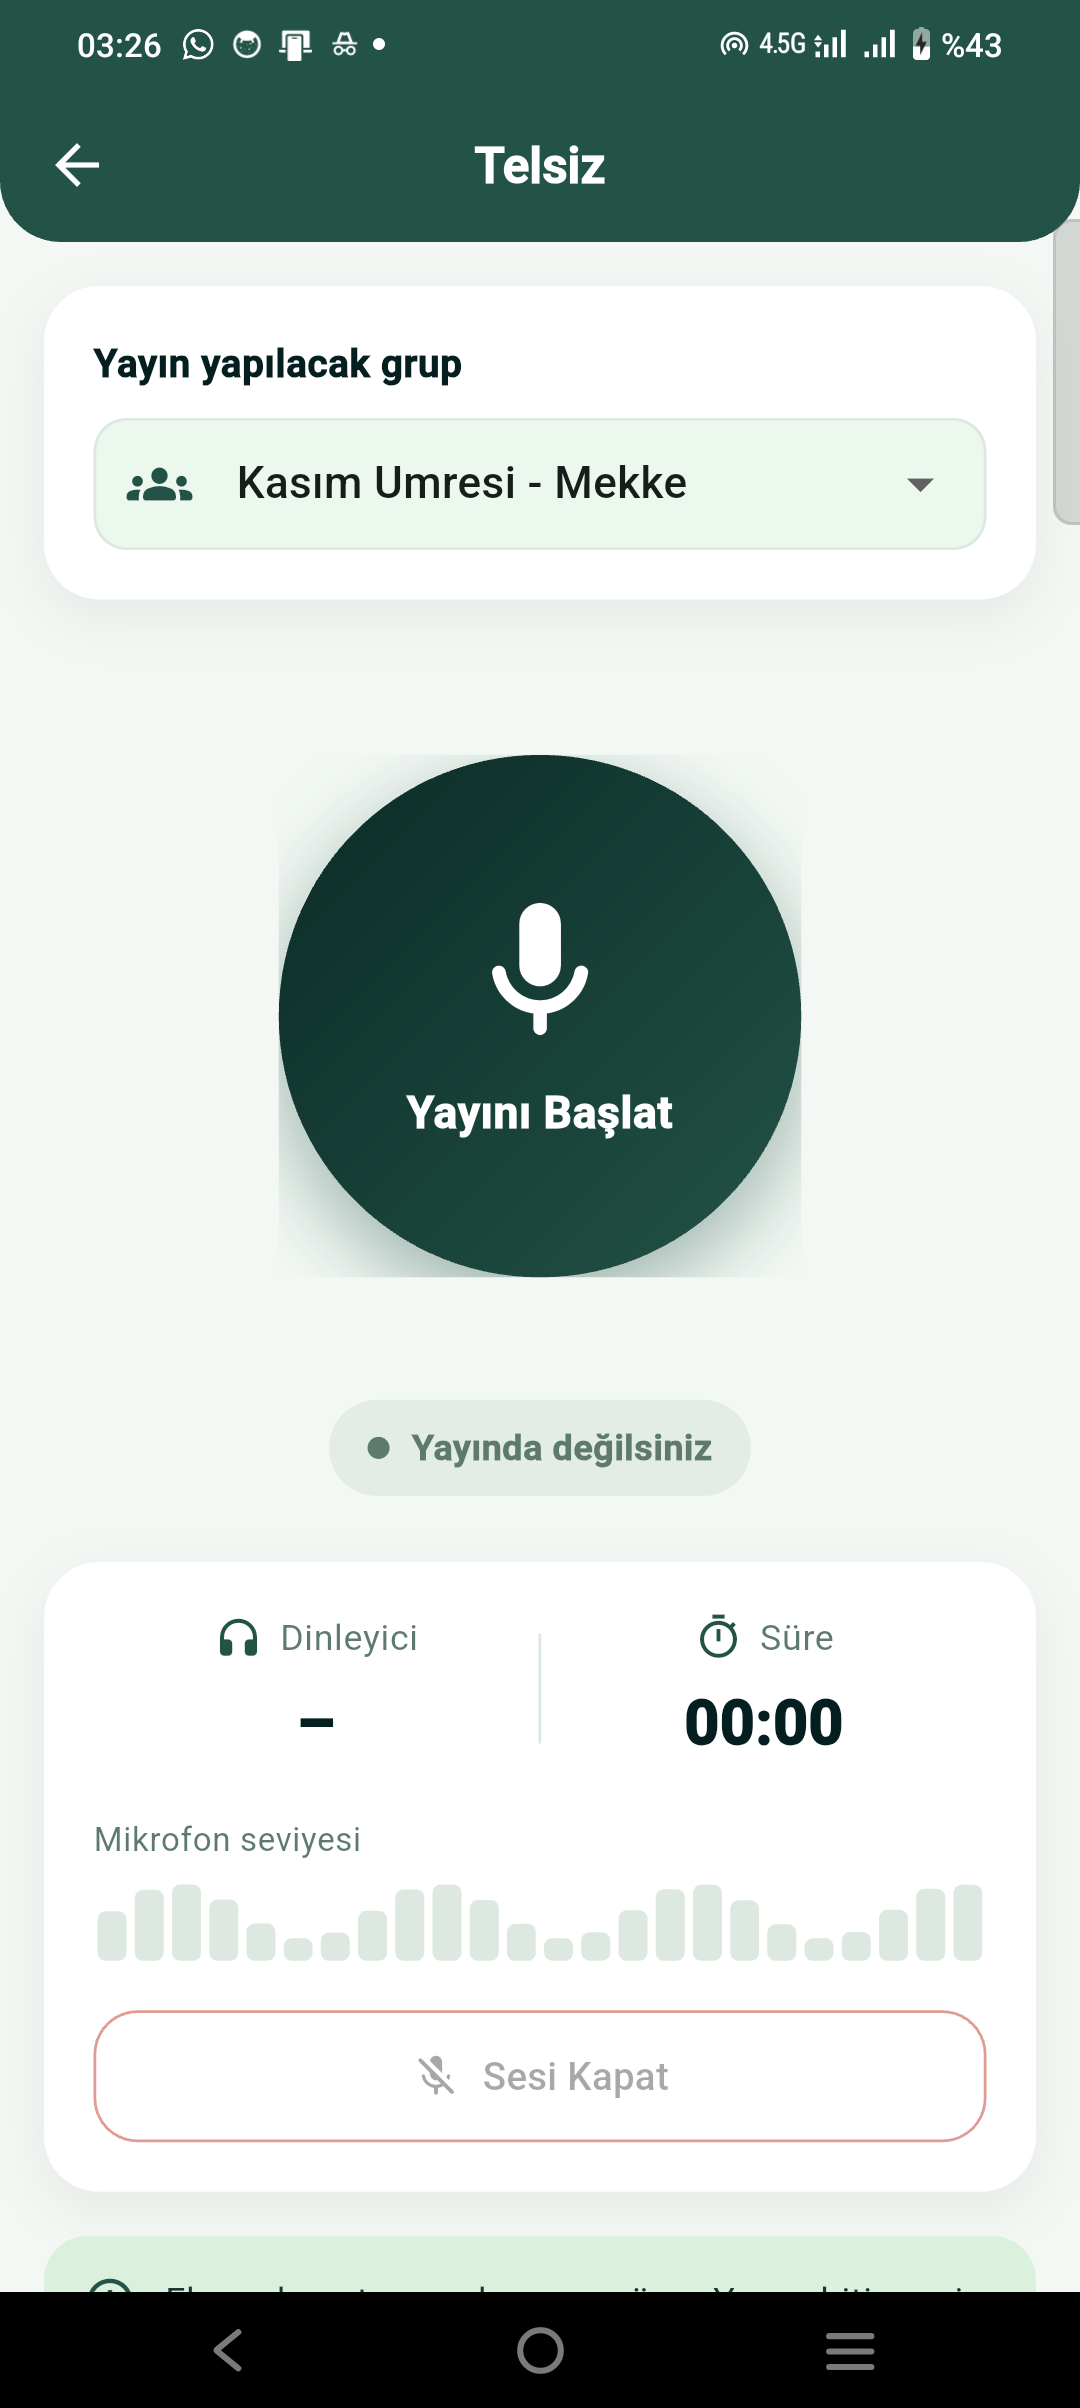 03:26
4.5G
%43
Telsiz
Yayın yapılacak grup
Kasım Umresi - Mekke
Yayını Başlat
Yayında değilsiniz
Dinleyici
Süre
–
00:00
Mikrofon seviyesi
Sesi Kapat